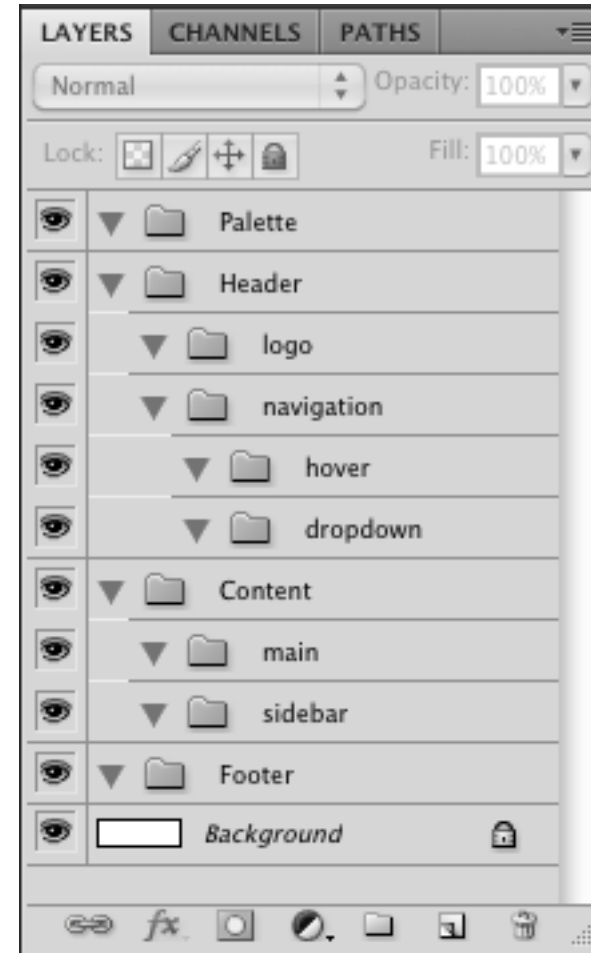 LAYERS CHANNELS PATHS
Normal Opacity: 100%
Lock: Fill: 100%
Palette
Header
logo
navigation
hover
dropdown
Content
main
sidebar
Footer
Background
fx.